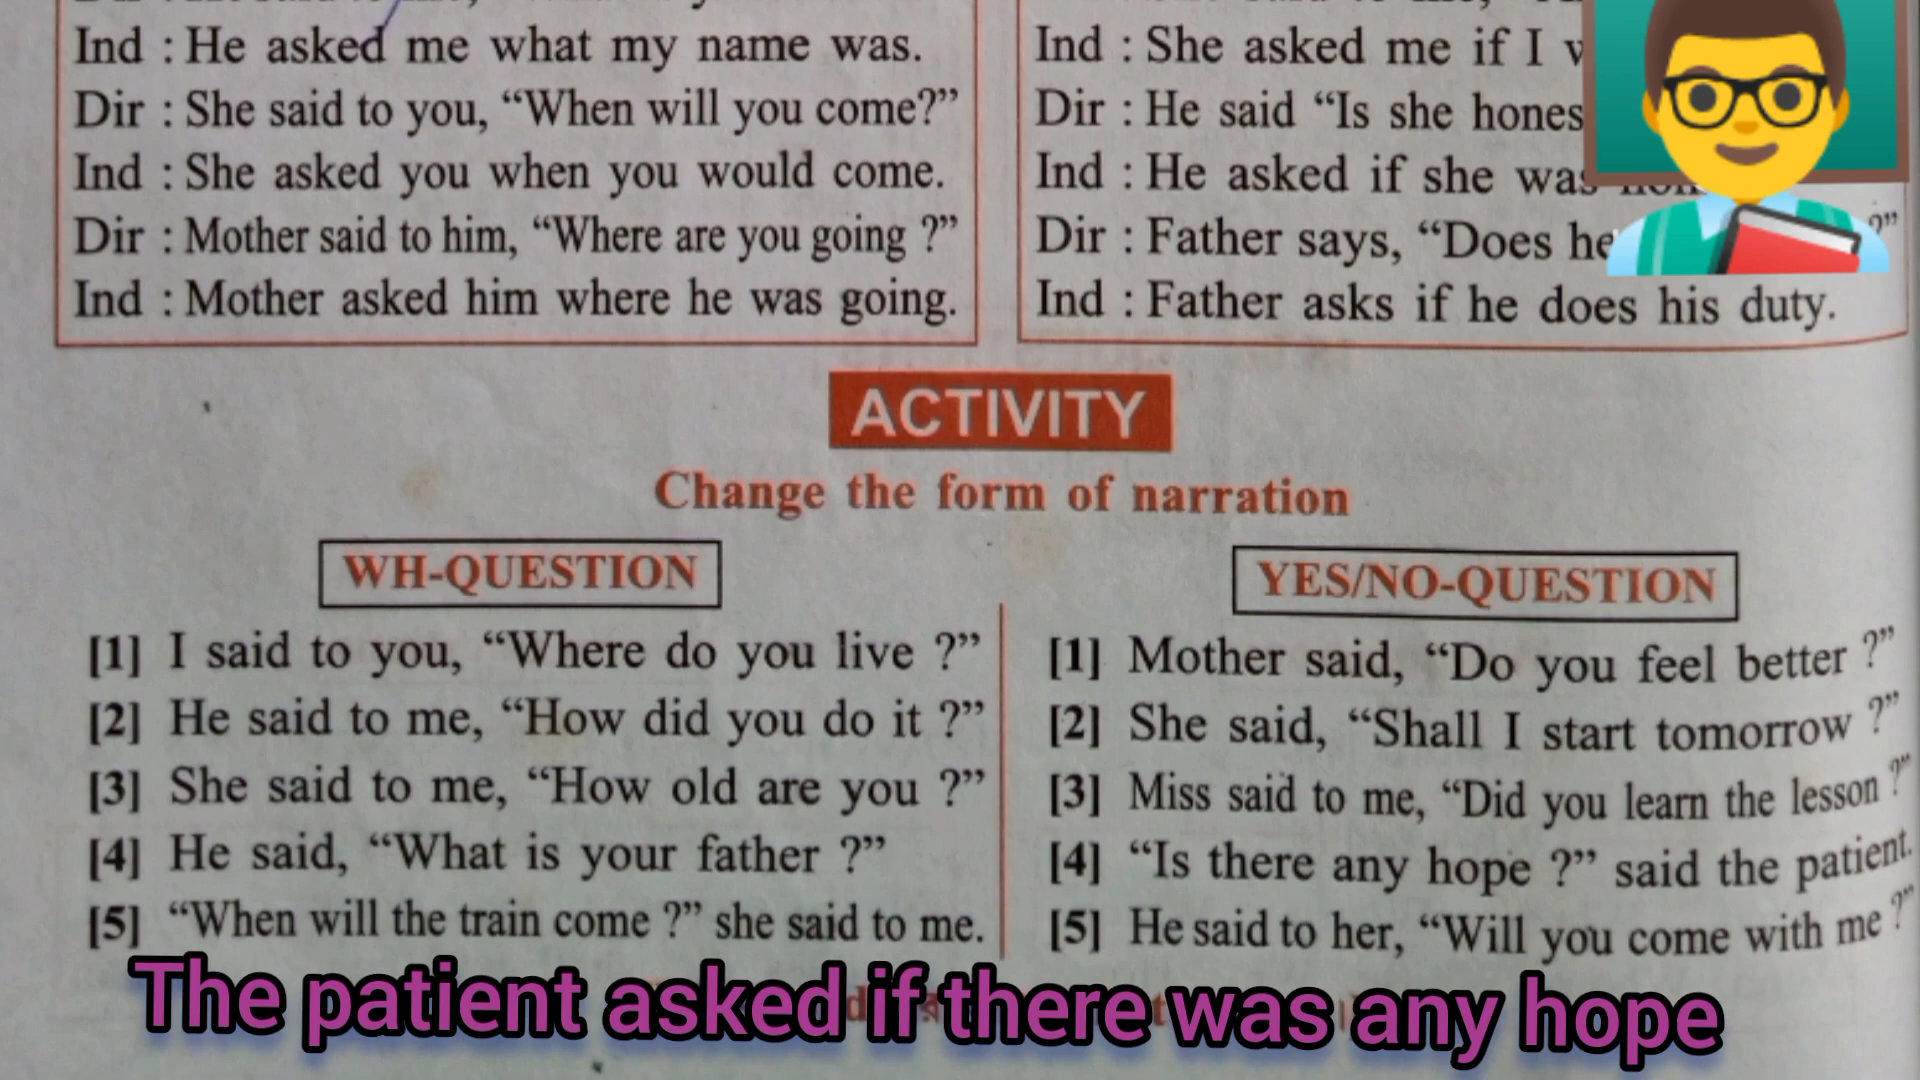 Ind : He asked me what my name was.
Dir : She said to you, “When will you come?”
Ind : She asked you when you would come.
Dir : Mother said to him, “Where are you going ?”
Ind : Mother asked him where he was going.
Ind : She asked me if I
Dir : He said “Is she
Ind : He asked if she was
Dir : Father says, “Does he ?”
Ind : Father asks if he does his duty.
ACTIVITY
Change the form of narration
WH-QUESTION
[1] I said to you, “Where do you live ?”
[2] He said to me, “How did you do it ?”
[3] She said to me, “How old are you ?”
[4] He said, “What is your father ?”
[5] “When will the train come ?” she said to me.
YES/NO-QUESTION
[1] Mother said, “Do you feel better ?”
[2] She said, “Shall I start tomorrow ?”
[3] Miss said to me, “Did you learn the lesson ?”
[4] “Is there any hope ?” said the patient.
[5] He said to her, “Will you come with me ?”
The patient asked if there was any hope